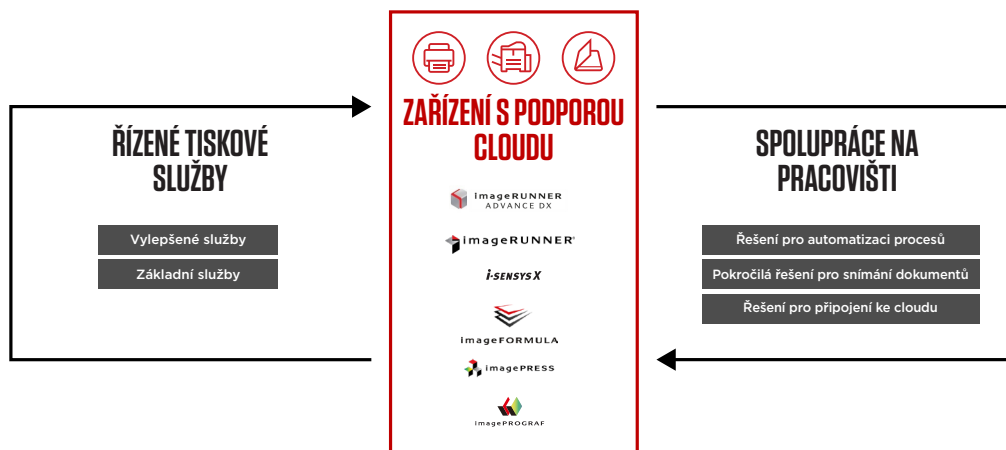 ŘÍZENÉ TISKOVÉ
SLUŽBY
Vylepšené služby
Základní služby
ZAŘÍZENÍ S PODPOROU
CLOUDU
imageRUNNER
ADVANCE DX
imageRUNNER
i-SENSYS X
imageFORMULA
imagePRESS
imagePROGRAF
SPOLUPRÁCE NA
PRACOVIŠTI
Řešení pro automatizaci procesů
Pokročilá řešení pro snímání dokumentů
Řešení pro připojení ke cloudu